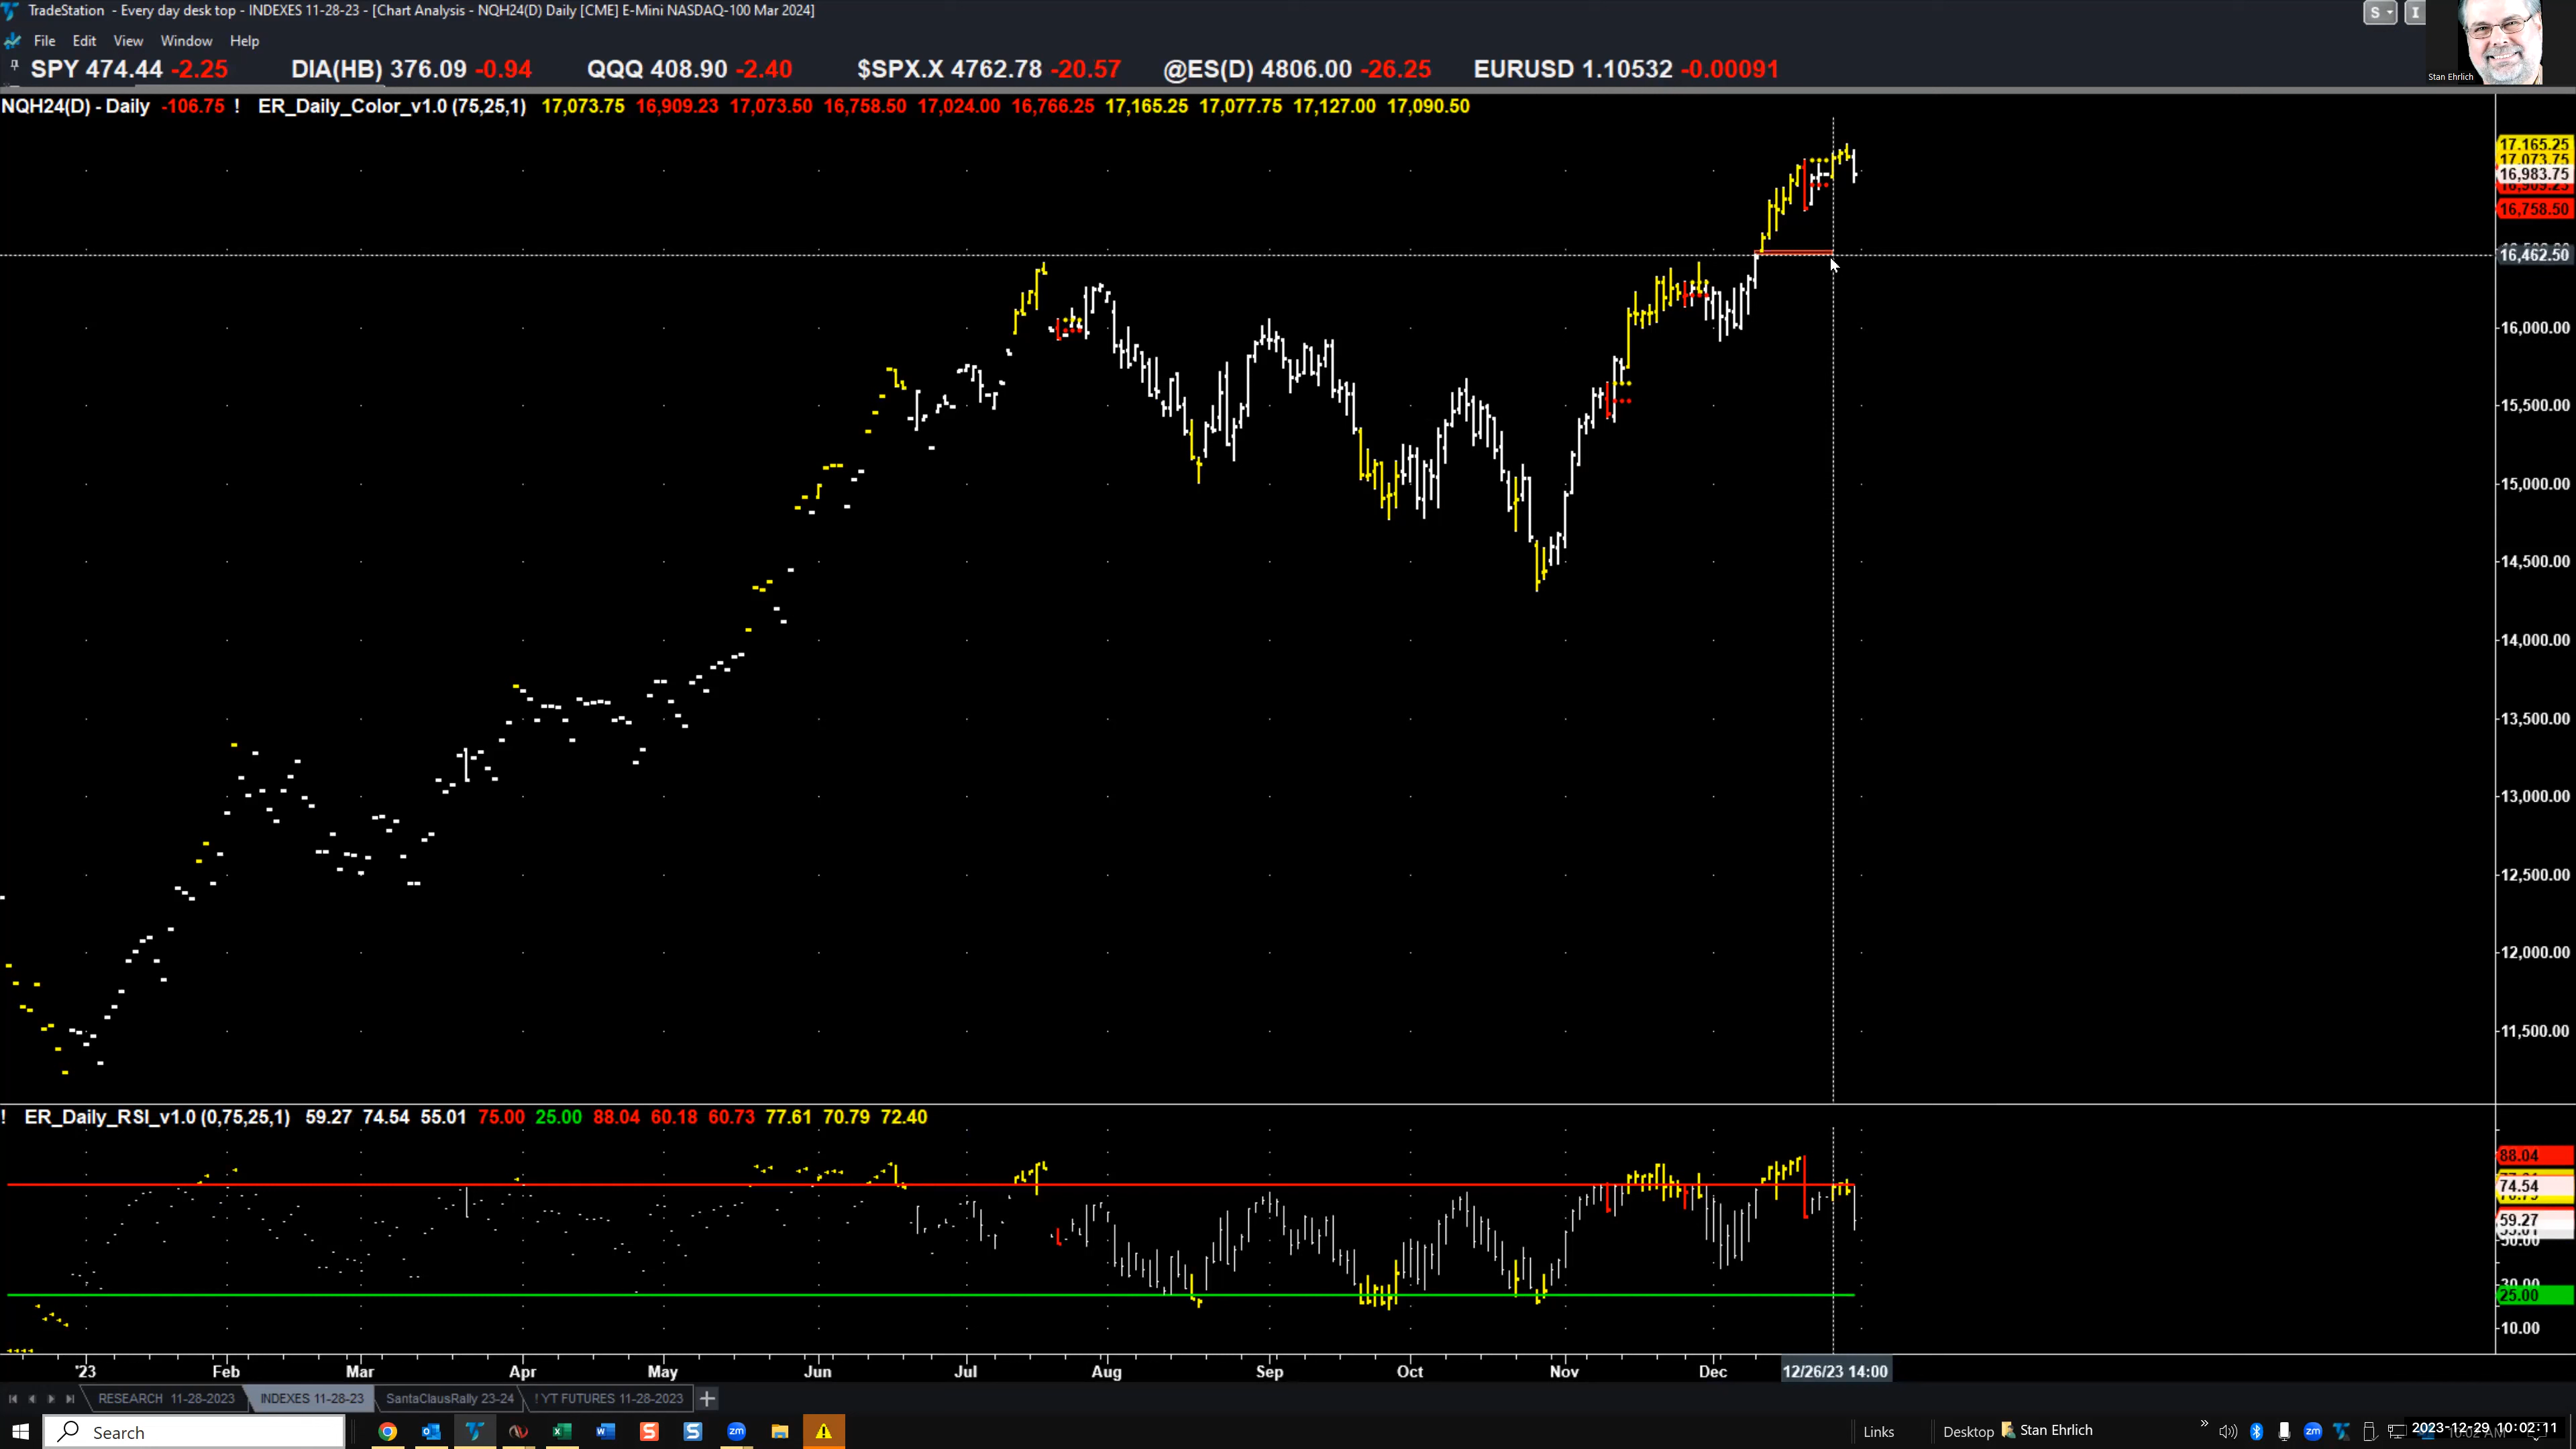 TradeStation - Every day desk top - INDEXES 11-28-23 - [Chart Analysis - NQH24(D) Daily [CME] E-Mini NASDAQ-100 Mar 2024]
S I
File Edit View Window Help
SPY 474.44 -2.25 DIA(HB) 376.09 -0.94 QQQ 408.90 -2.40 $SPX.X 4762.78 -20.57 @ES(D) 4806.00 -26.25 EURUSD 1.10532 -0.00091
Stan Ehrlich
NQH24(D) - Daily -106.75 ! ER_Daily_Color_v1.0 (75,25,1) 17,073.75 16,909.23 17,073.50 16,758.50 17,024.00 16,766.25 17,165.25 17,077.75 17,127.00 17,090.50
17,165.25
17,073.75
16,983.75
16,909.23
16,758.50
16,462.50
16,000.00
15,500.00
15,000.00
14,500.00
14,000.00
13,500.00
13,000.00
12,500.00
12,000.00
11,500.00
! ER_Daily_RSI_v1.0 (0,75,25,1) 59.27 74.54 55.01 75.00 25.00 88.04 60.18 60.73 77.61 70.79 72.40
88.04
74.54
59.27
50.00
30.00
25.00
10.00
'23 Feb Mar Apr May Jun Jul Aug Sep Oct Nov Dec 12/26/23 14:00
RESEARCH 11-28-2023 INDEXES 11-28-23 SantaClausRally 23-24 ! YT FUTURES 11-28-2023 +
Search
Links Desktop Stan Ehrlich 2023-12-29 10:02:11